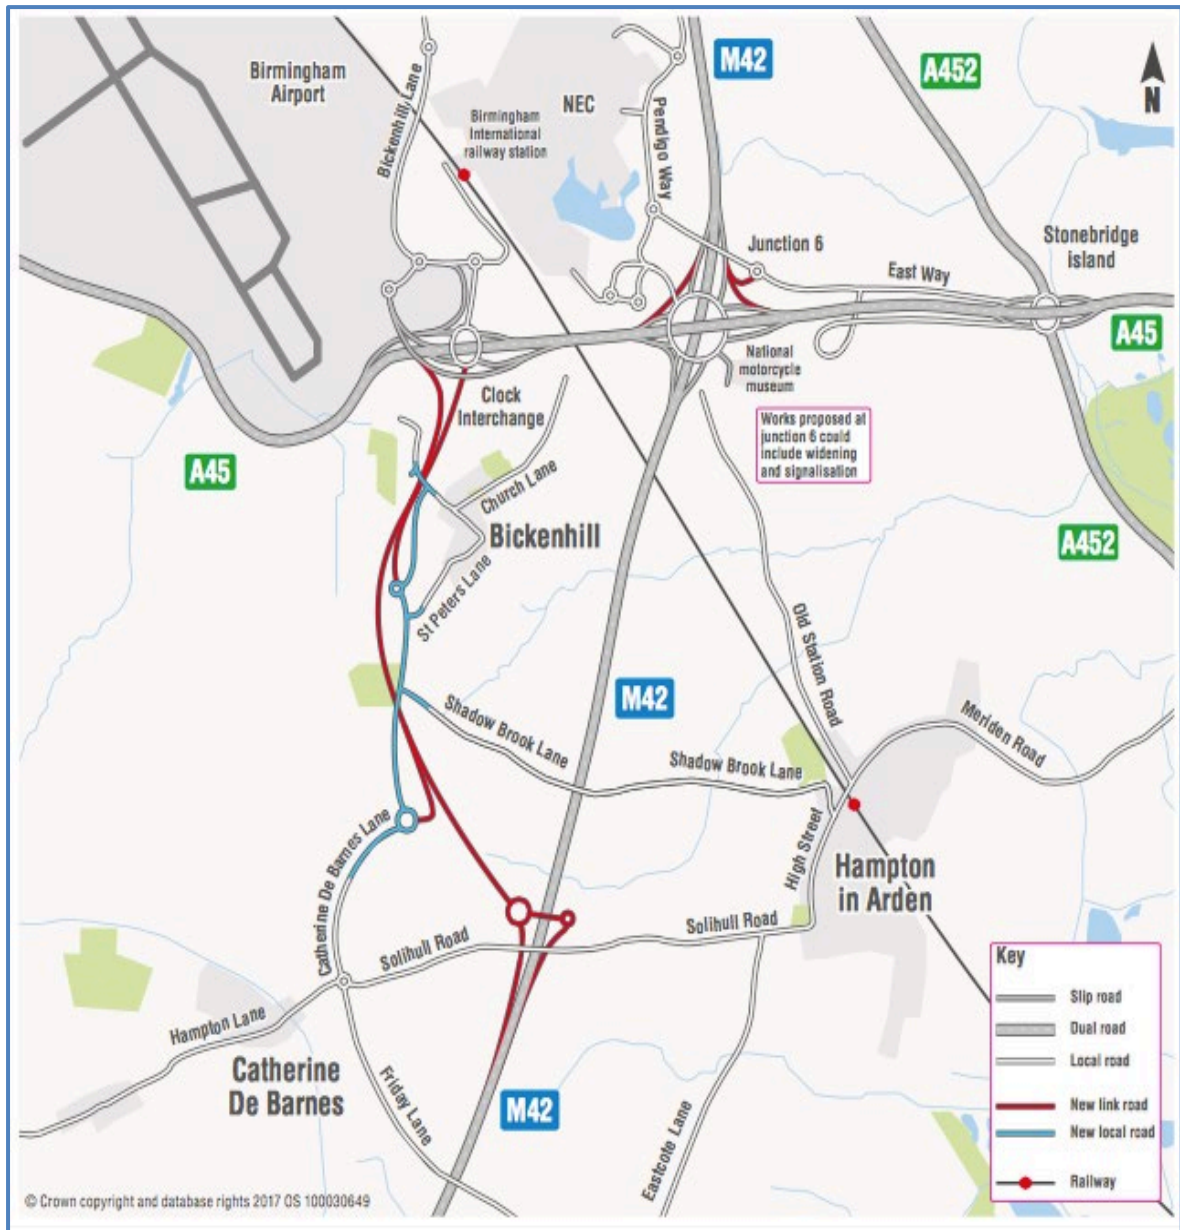 Birmingham
Airport
Bickenhill Lane
Birmingham
International
railway station
NEC
Pendigo Way
M42
A452
N
Junction 6
East Way
Stonebridge
island
A45
National
motorcycle
museum
Clock
Interchange
Works proposed at
junction 6 could
include widening
and signalisation
A45
Church Lane
Bickenhill
A452
St Peters Lane
Old Station Road
M42
Shadow Brook Lane
Shadow Brook Lane
Meriden Road
Catherine De Barnes Lane
High Street
Hampton
in Arden
Solihull Road
Solihull Road
Hampton Lane
Catherine
De Barnes
Friday Lane
M42
Eastcote Lane
Key
Slip road
Dual road
Local road
New link road
New local road
Railway
© Crown copyright and database rights 2017 OS 100030649